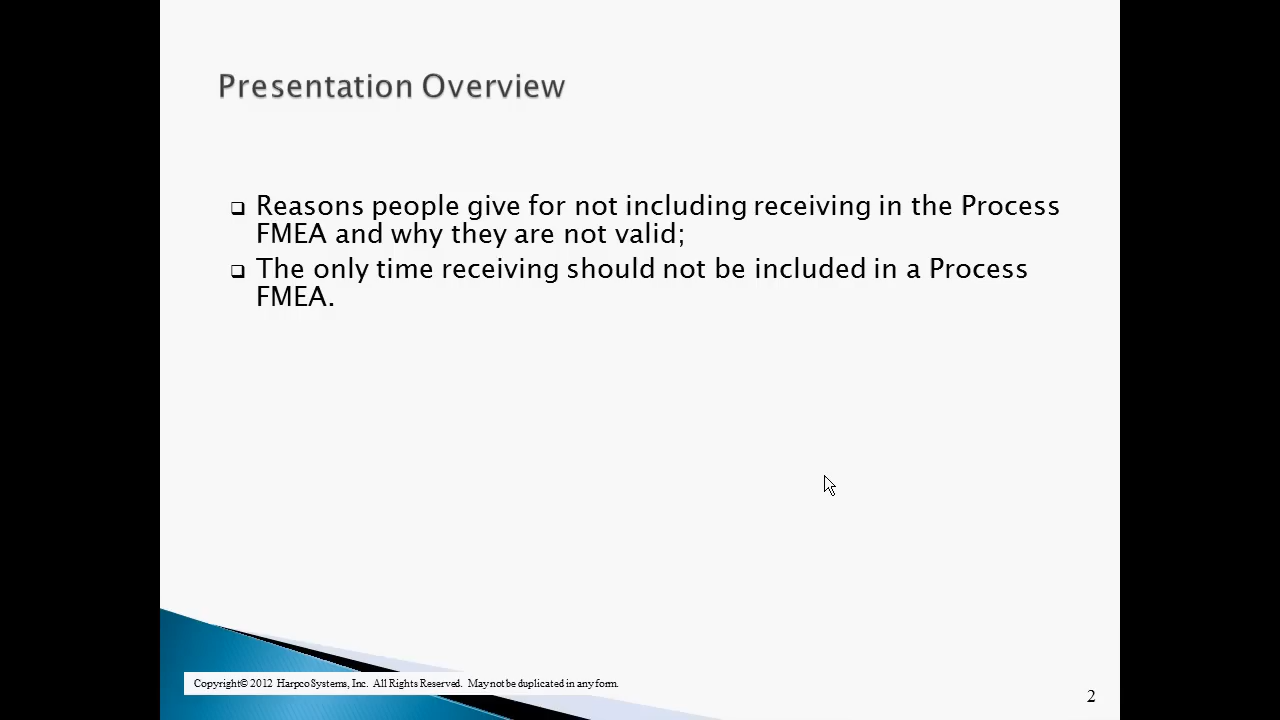 Presentation Overview
Reasons people give for not including receiving in the Process
FMEA and why they are not valid;
The only time receiving should not be included in a Process
FMEA.
Copyright© 2012 Harpco Systems, Inc. All Rights Reserved. May not be duplicated in any form.
2